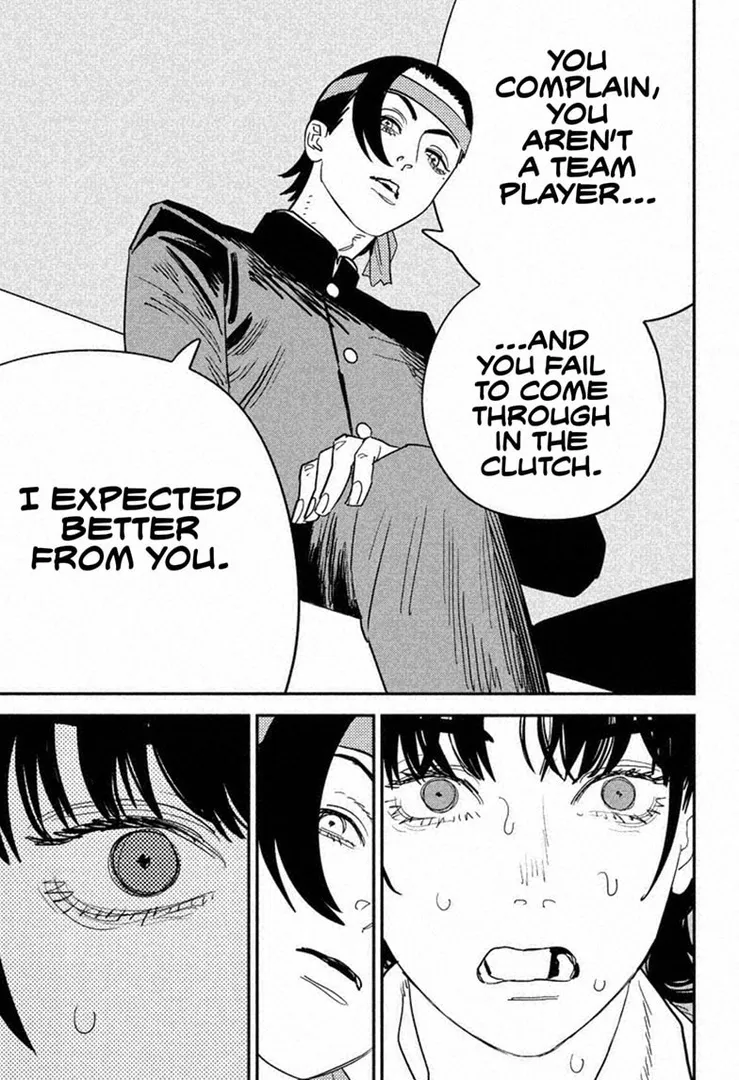 YOU
COMPLAIN,
YOU
AREN'T
A TEAM
PLAYER...
...AND
YOU FAIL
TO COME
THROUGH
IN THE
CLUTCH.
I EXPECTED
BETTER
FROM YOU.